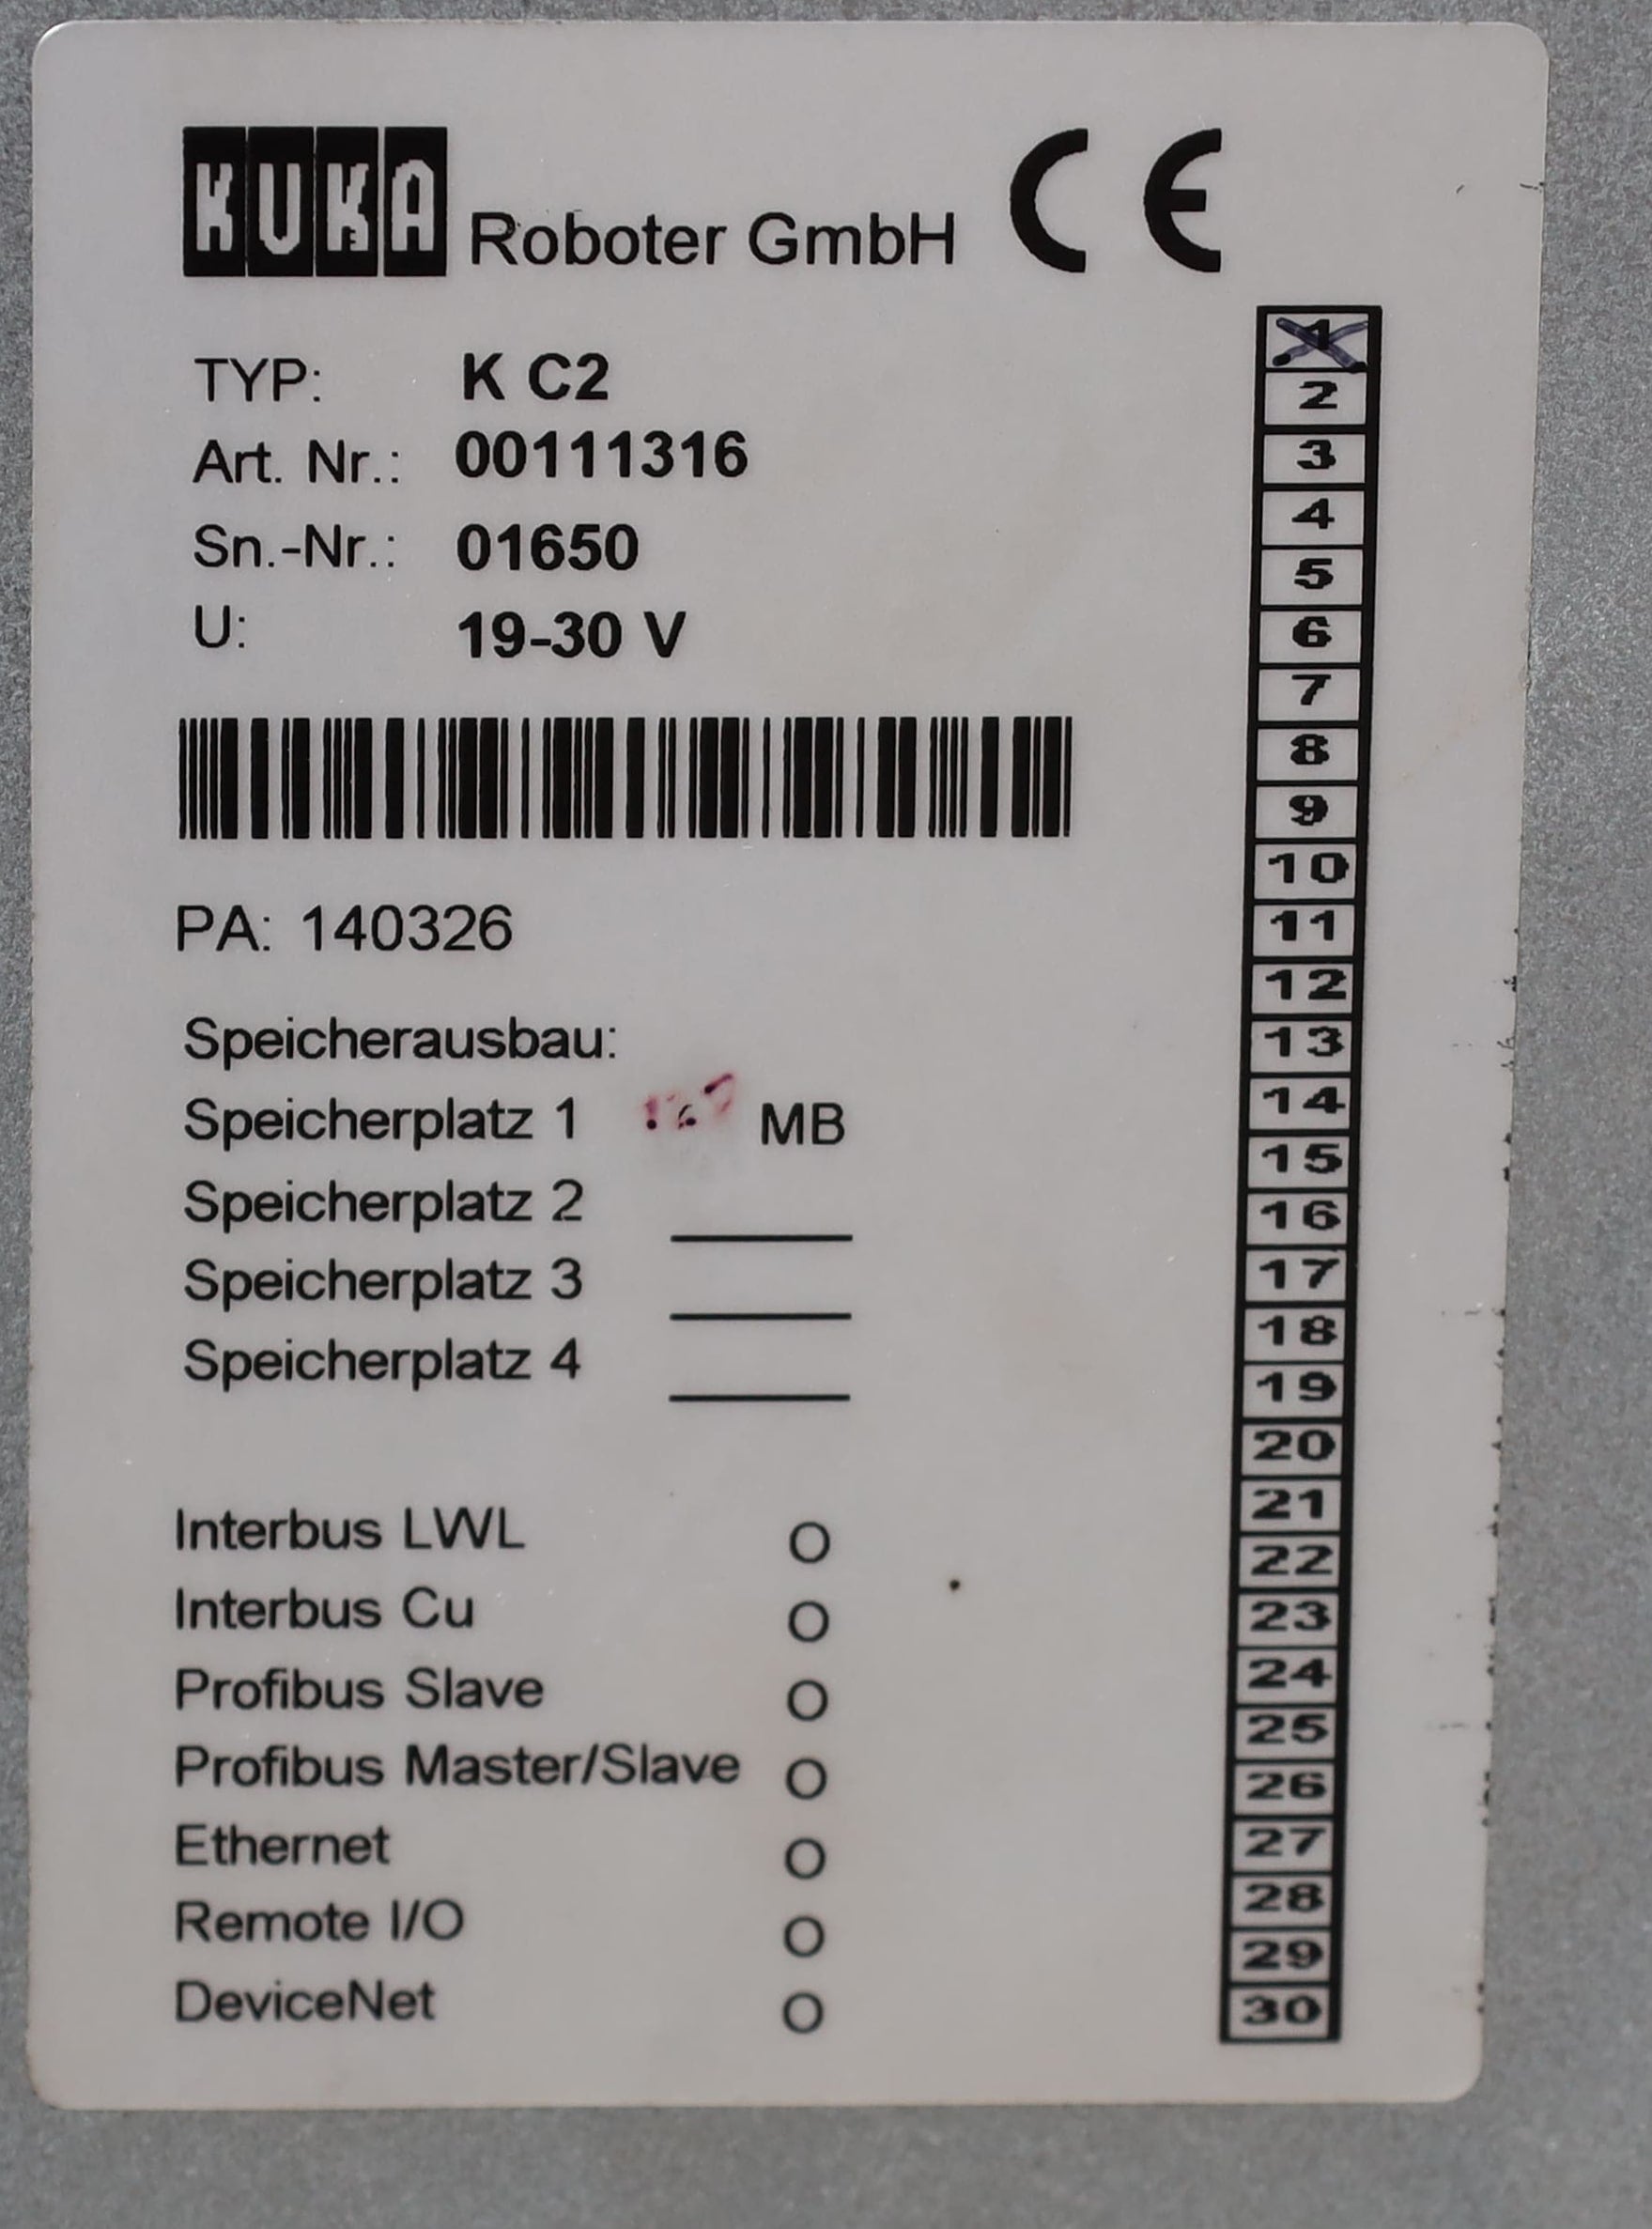 KUKA Roboter GmbH CE
TYP: K C2
Art. Nr.: 00111316
Sn.-Nr.: 01650
U: 19-30 V
PA: 140326
Speicherausbau:
Speicherplatz 1 MB
Speicherplatz 2
Speicherplatz 3
Speicherplatz 4
Interbus LWL O
Interbus Cu O
Profibus Slave O
Profibus Master/Slave O
Ethernet O
Remote I/O O
DeviceNet O
1
2
3
4
5
6
7
8
9
10
11
12
13
14
15
16
17
18
19
20
21
22
23
24
25
26
27
28
29
30